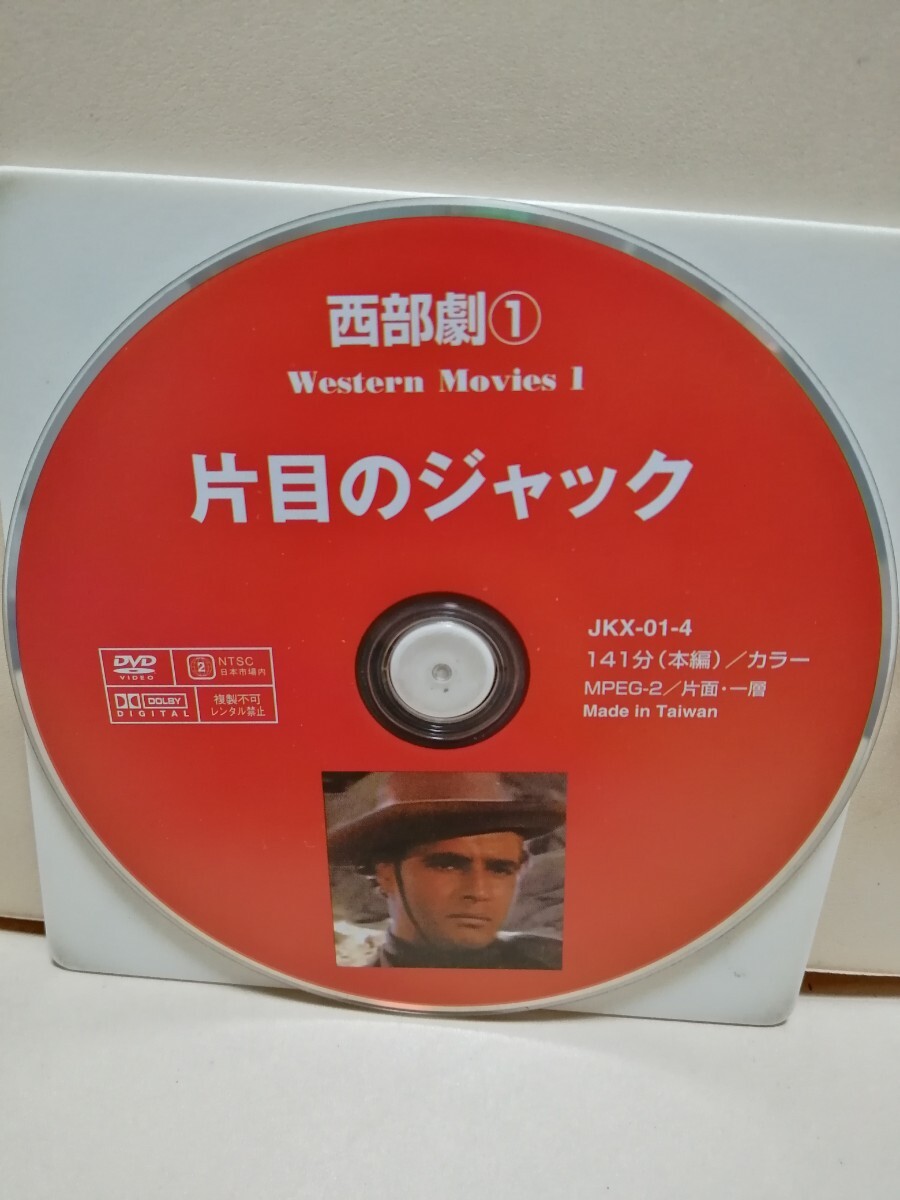 西部劇①
Western Movies 1
片目のジャック
JKX-01-4
141分(本編)/カラー
MPEG-2/片面・一層
Made in Taiwan
DVD
VIDEO
2
NTSC
日本市場内
DOLBY
DIGITAL
複製不可
レンタル禁止